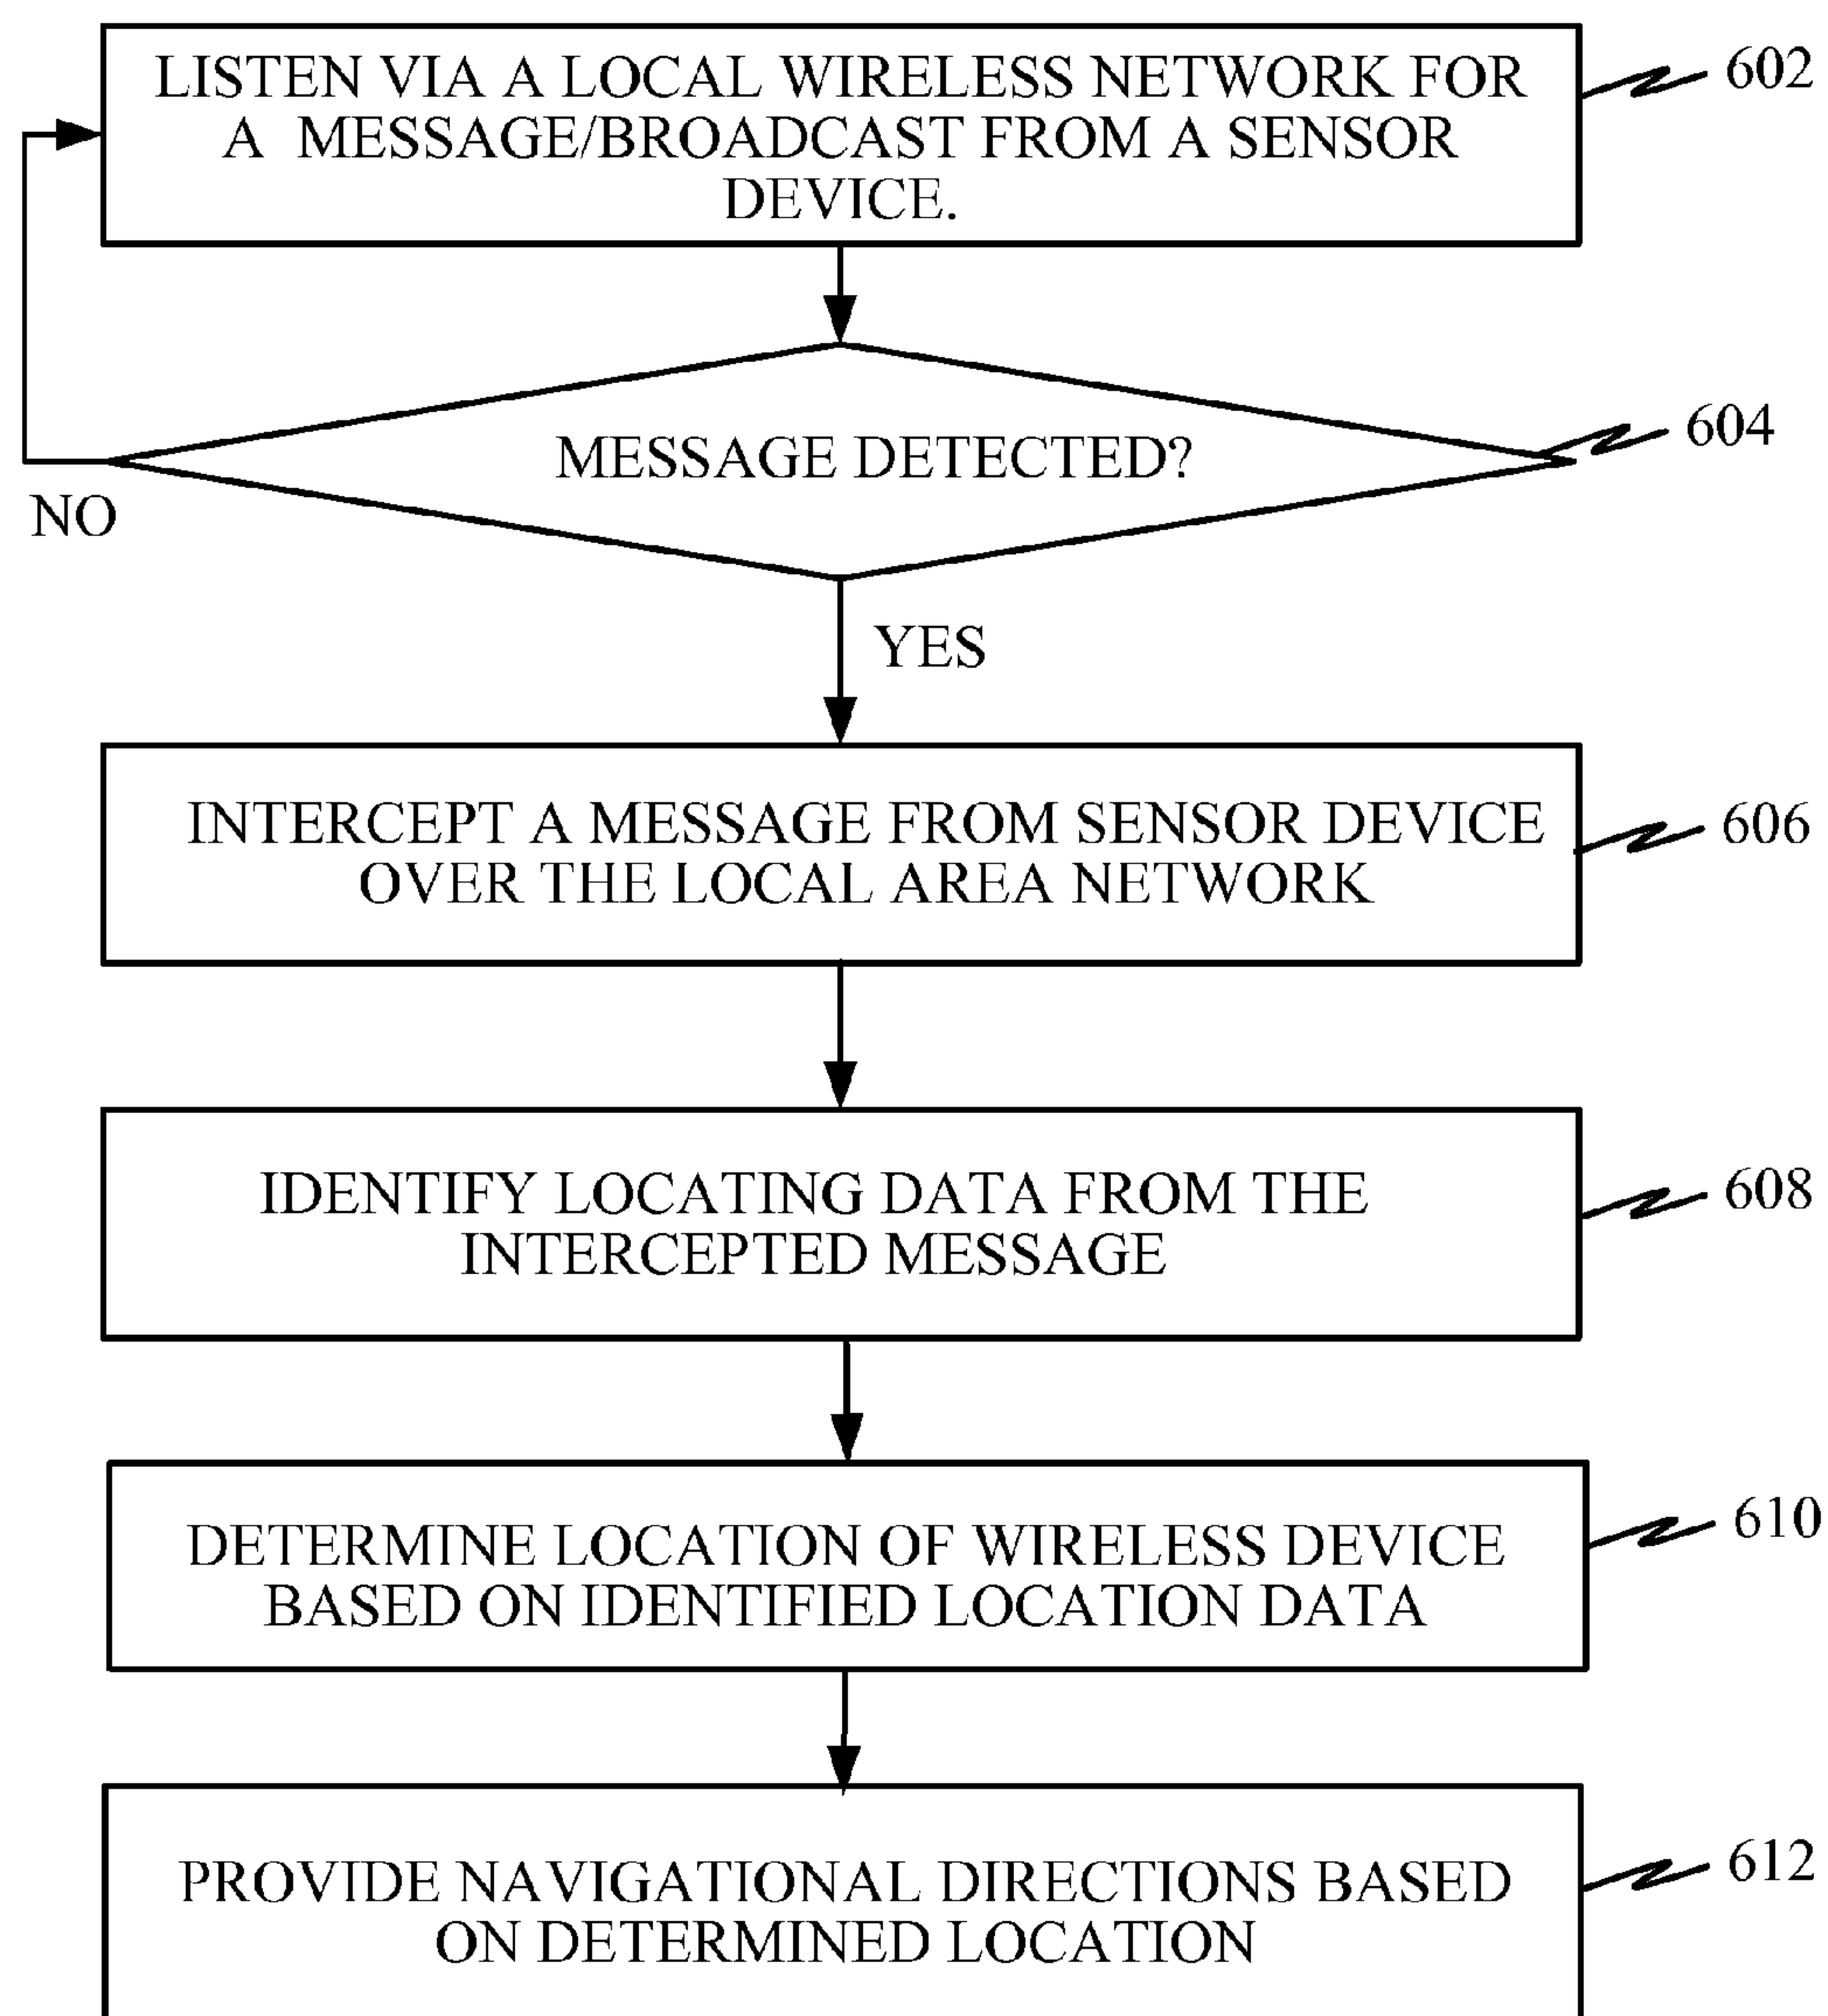 LISTEN VIA A LOCAL WIRELESS NETWORK FOR
A MESSAGE/BROADCAST FROM A SENSOR
DEVICE.
602
MESSAGE DETECTED?
604
NO
YES
INTERCEPT A MESSAGE FROM SENSOR DEVICE
OVER THE LOCAL AREA NETWORK
606
IDENTIFY LOCATING DATA FROM THE
INTERCEPTED MESSAGE
608
DETERMINE LOCATION OF WIRELESS DEVICE
BASED ON IDENTIFIED LOCATION DATA
610
PROVIDE NAVIGATIONAL DIRECTIONS BASED
ON DETERMINED LOCATION
612